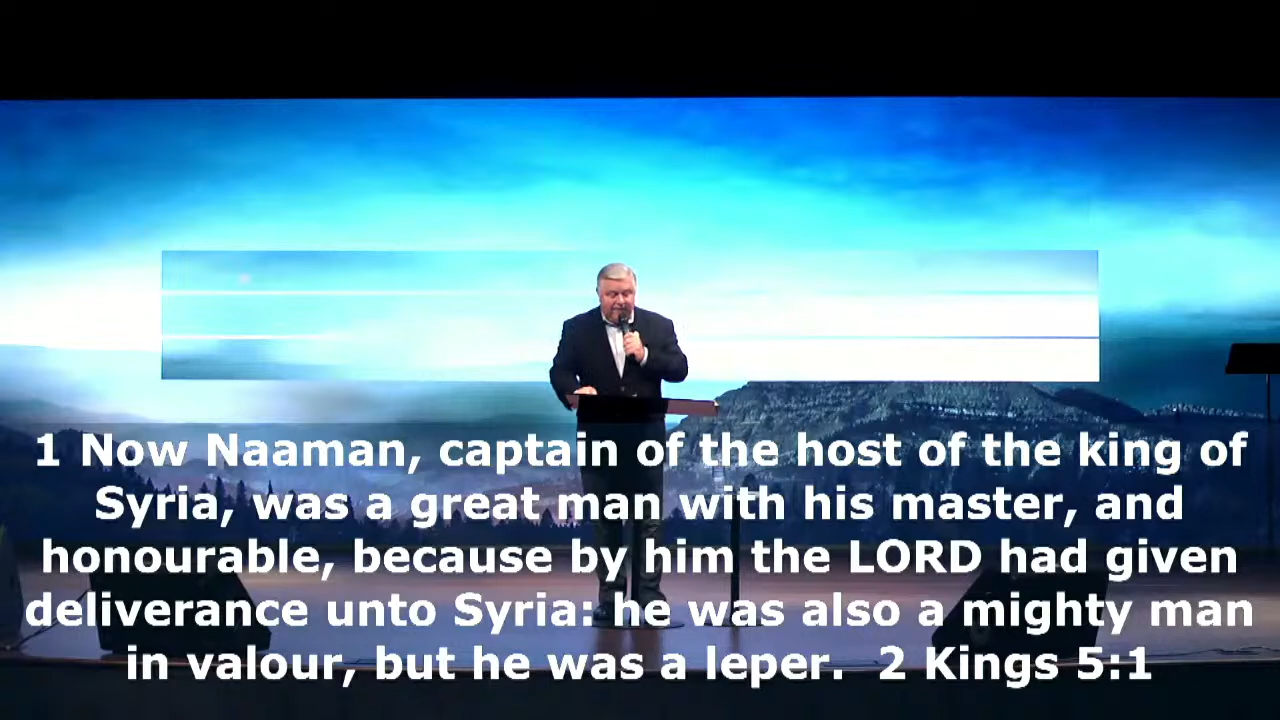 1 Now Naaman, captain of the host of the king of
Syria, was a great man with his master, and
honourable, because by him the LORD had given
deliverance unto Syria: he was also a mighty man
in valour, but he was a leper.  2 Kings 5:1